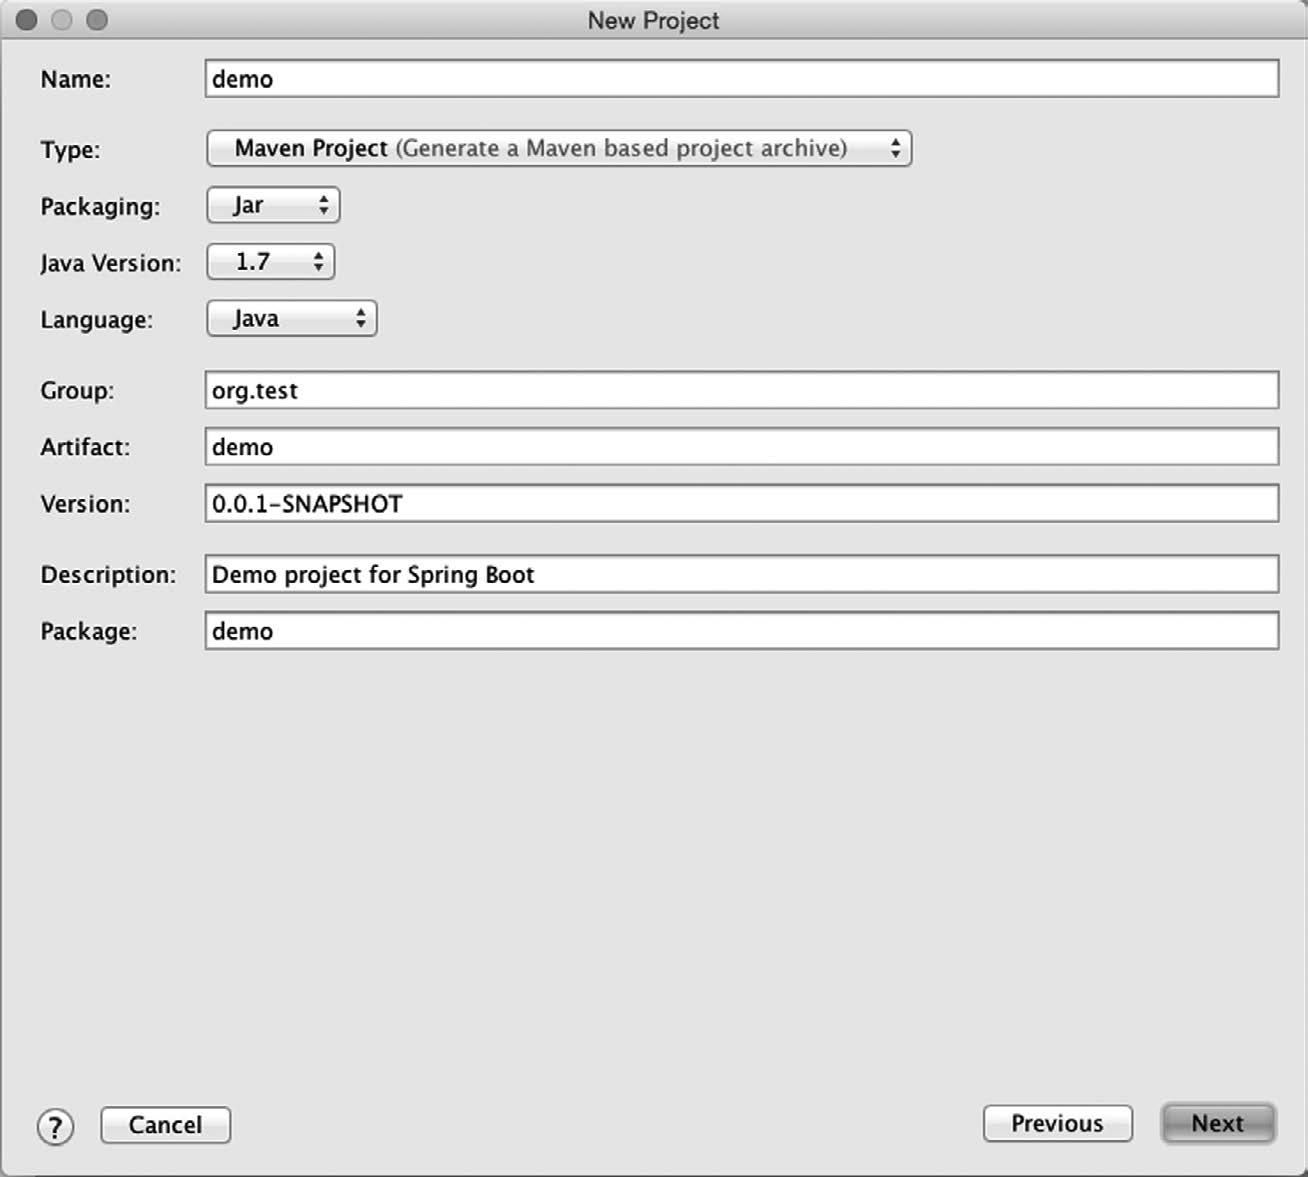 New Project
Name: demo
Type: Maven Project (Generate a Maven based project archive)
Packaging: Jar
Java Version: 1.7
Language: Java
Group: org.test
Artifact: demo
Version: 0.0.1-SNAPSHOT
Description: Demo project for Spring Boot
Package: demo
? Cancel Previous Next